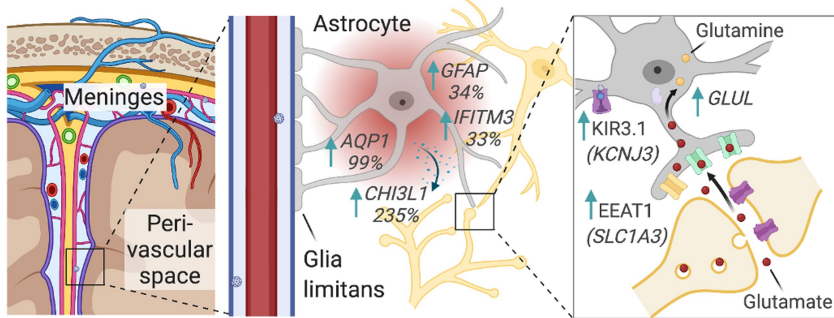 Meninges
Peri-
vascular
space
Astrocyte
GFAP
34%
IFITM3
33%
AQP1
99%
CHI3L1
235%
Glia
limitans
Glutamine
GLUL
KIR3.1
(KCNJ3)
EEAT1
(SLC1A3)
Glutamate